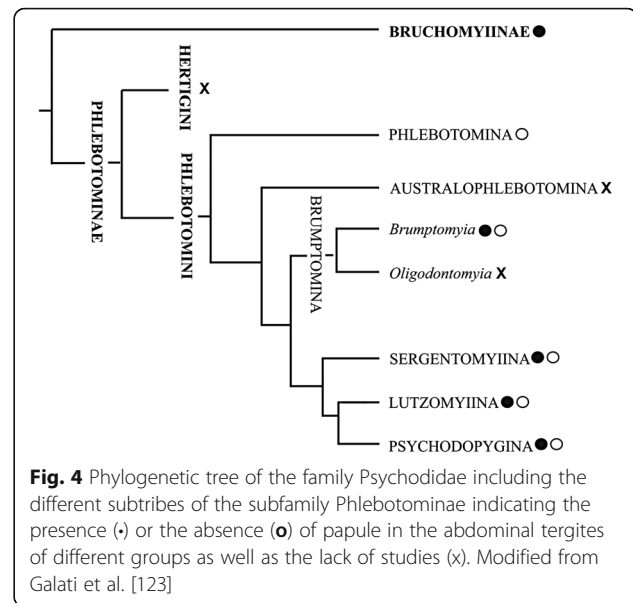 BRUCHOMYIINAE ●
HERTIGINI
X
PHLEBOTOMINAE
PHLEBOTOMINI
PHLEBOTOMINA ○
AUSTRALOPHLEBOTOMINA X
BRUMPTOMINA
Brumptomyia ●○
Oligodontomyia X
SERGENTOMYIINA ●○
LUTZOMYIINA ●○
PSYCHODOPYGINA ●○
Fig. 4 Phylogenetic tree of the family Psychodidae including the
different subtribes of the subfamily Phlebotominae indicating the
presence (•) or the absence (o) of papule in the abdominal tergites
of different groups as well as the lack of studies (x). Modified from
Galati et al. [123]